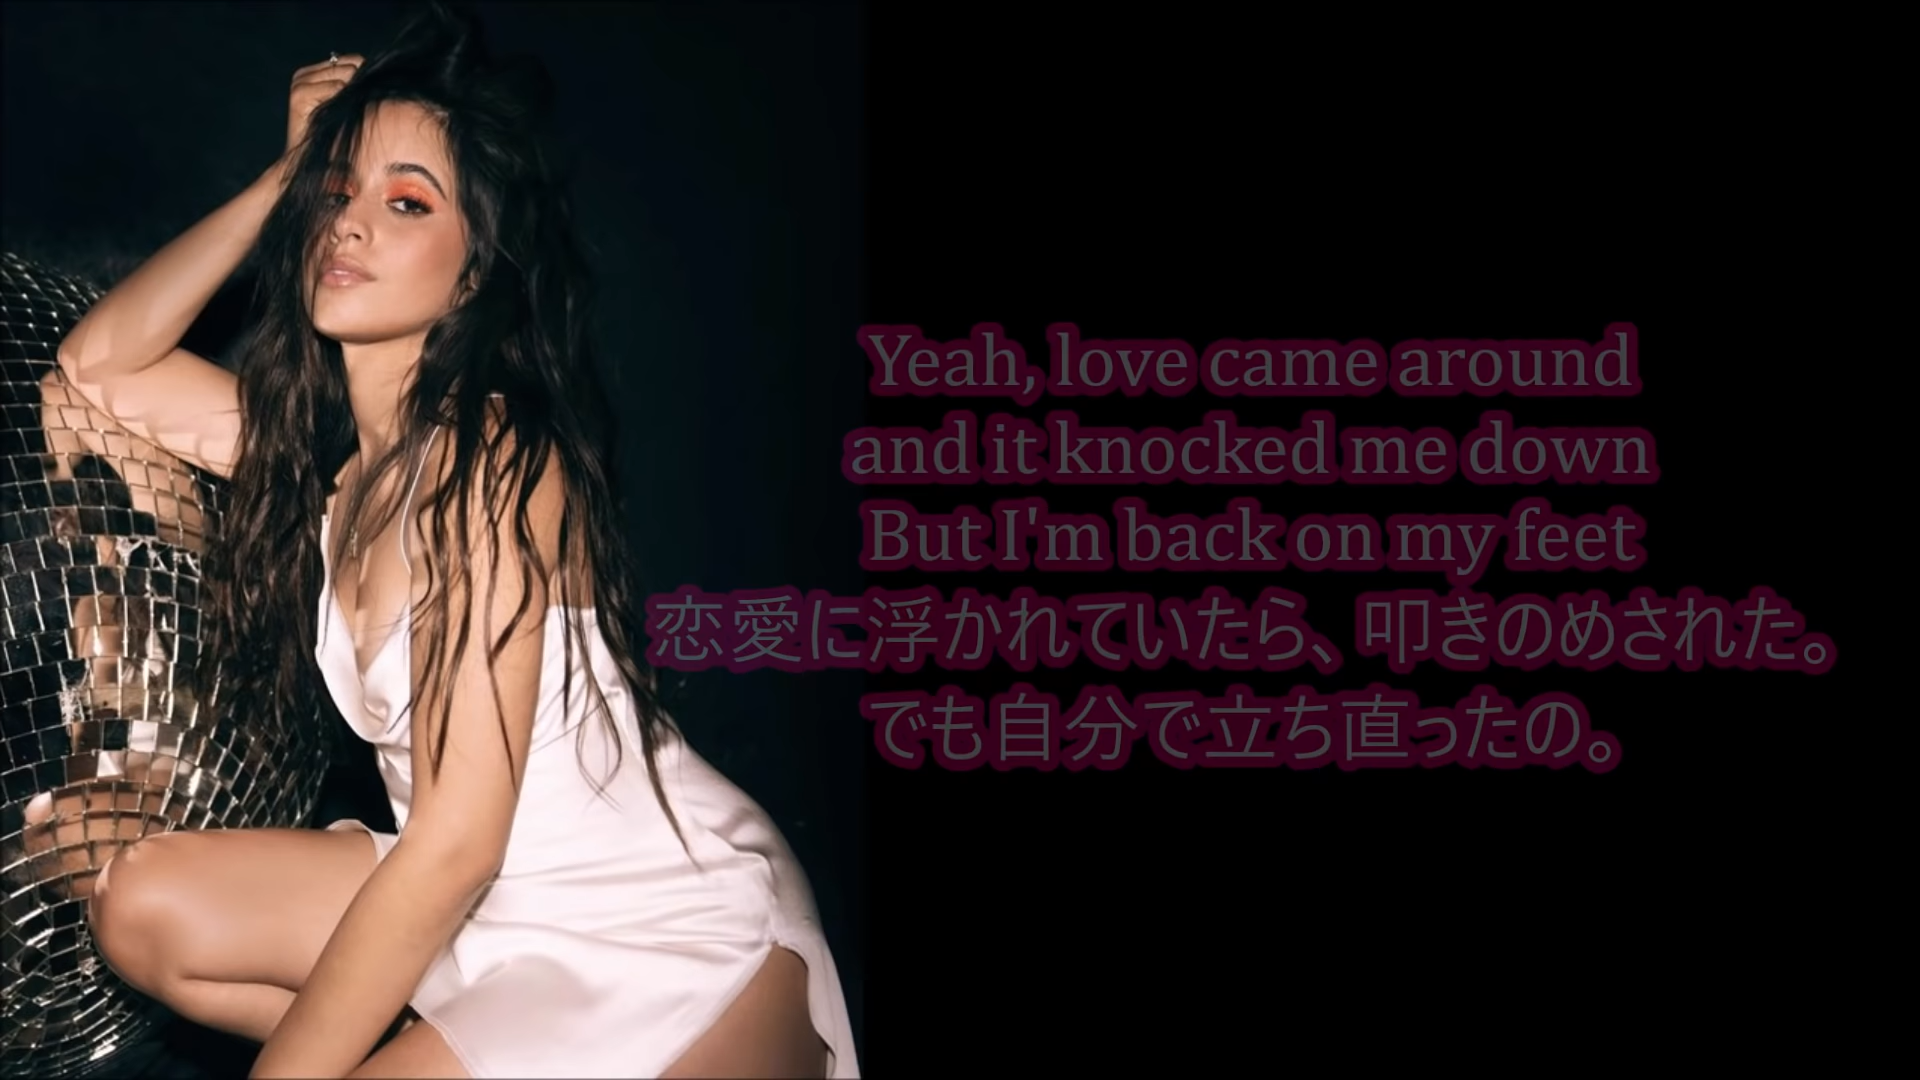 Yeah, love came around
and it knocked me down
But I'm back on my feet
恋愛に浮かれていたら、叩きのめされた。
でも自分で立ち直ったの。